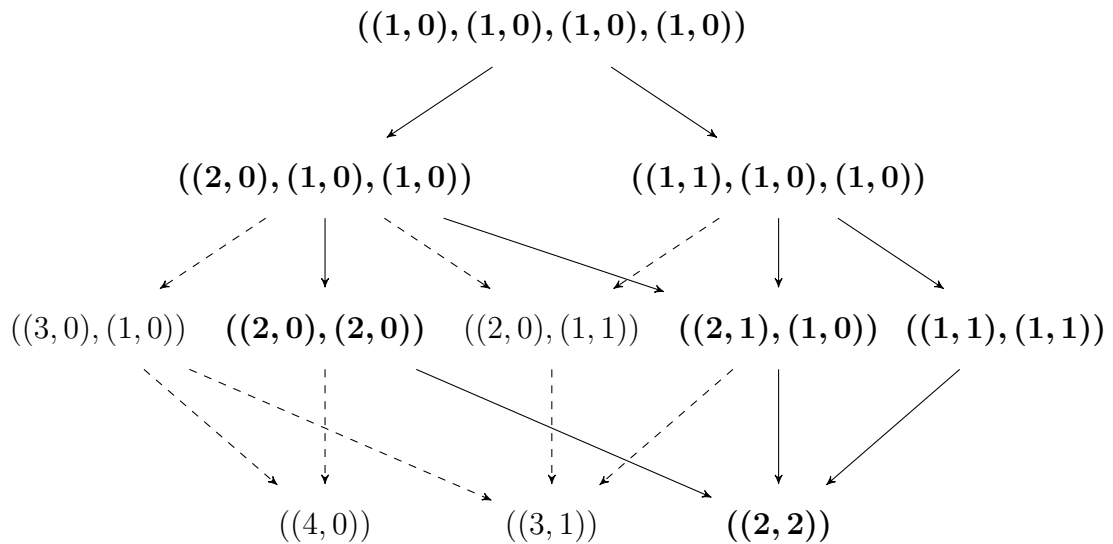 ((1, 0), (1, 0), (1, 0), (1, 0))
((2, 0), (1, 0), (1, 0)) ((1, 1), (1, 0), (1, 0))
((3, 0), (1, 0)) ((2, 0), (2, 0)) ((2, 0), (1, 1)) ((2, 1), (1, 0)) ((1, 1), (1, 1))
((4, 0)) ((3, 1)) ((2, 2))